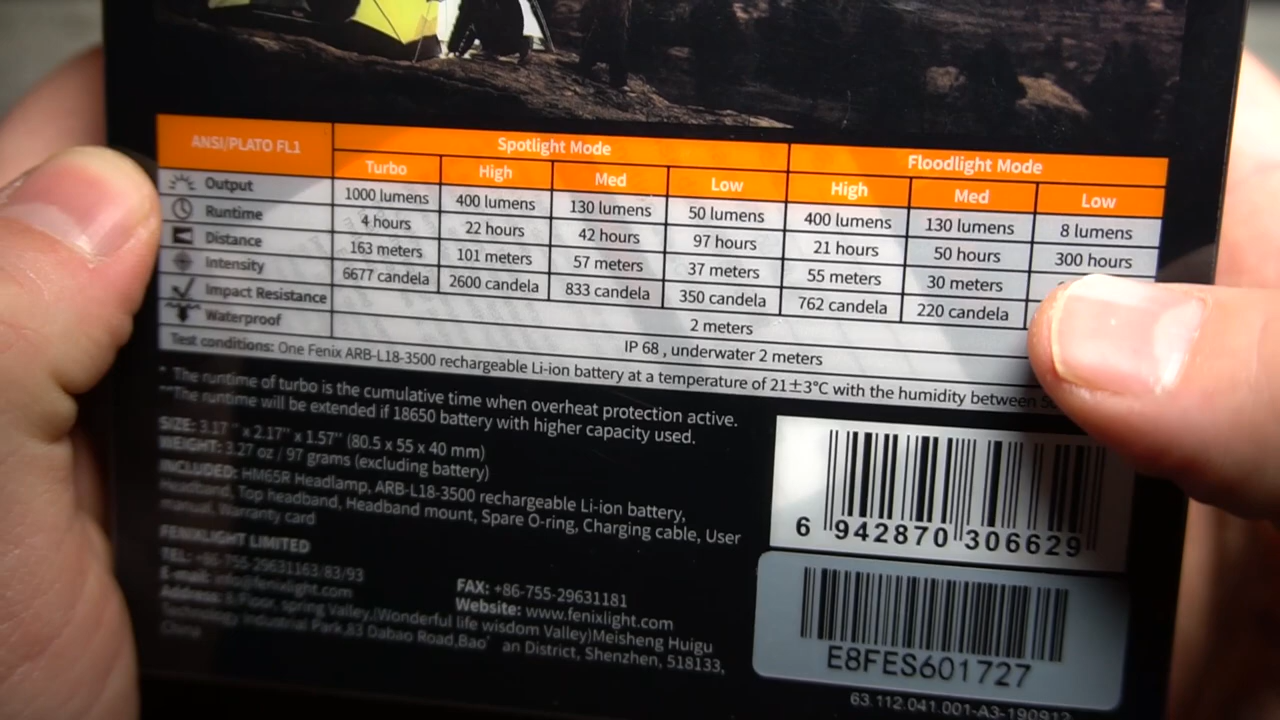 ANSI/PLATO FL1 Spotlight Mode Floodlight Mode
Turbo High Med Low High Med Low
Output 1000 lumens 400 lumens 130 lumens 50 lumens 400 lumens 130 lumens 8 lumens
Runtime 4 hours 22 hours 42 hours 97 hours 21 hours 50 hours 300 hours
Distance 163 meters 101 meters 57 meters 37 meters 55 meters 30 meters
Intensity 6677 candela 2600 candela 833 candela 350 candela 762 candela 220 candela
Impact Resistance 2 meters
Waterproof IP 68 , underwater 2 meters
Test conditions: One Fenix ARB-L18-3500 rechargeable Li-ion battery at a temperature of 21±3°C with the humidity between
* The runtime of turbo is the cumulative time when overheat protection active.
**The runtime will be extended if 18650 battery with higher capacity used.
SIZE: 3.17" x 2.17" x 1.57" (80.5 x 55 x 40 mm)
WEIGHT: 3.27 oz / 97 grams (excluding battery)
INCLUDED: HM65R Headlamp, ARB-L18-3500 rechargeable Li-ion battery,
Headband, Top headband, Headband mount, Spare O-ring, Charging cable, User
manual, Warranty card
FENIXLIGHT LIMITED
TEL: +86-755-29631163/83/93
FAX: +86-755-29631181
E-mail: info@fenixlight.com
Website: www.fenixlight.com
Address: Floor, spring Valley,(Wonderful life wisdom Valley)Meisheng Huigu
Technology Industrial Park,83 Dabao Road,Bao' an District, Shenzhen, 518133,
China
6 942870 306629
E8FES601727
63.112.041.001-A3-190912